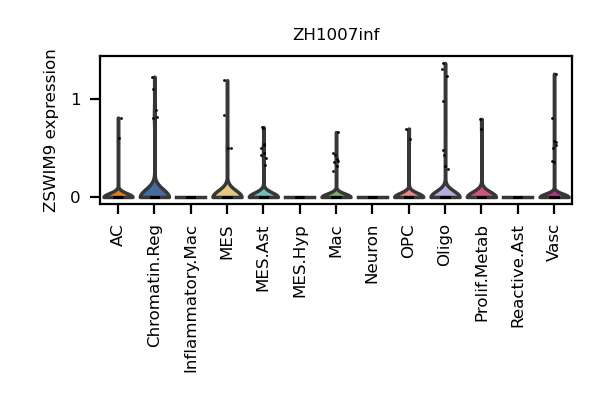 ZH1007inf
ZSWIM9 expression
1
0
AC
Chromatin.Reg
Inflammatory.Mac
MES
MES.Ast
MES.Hyp
Mac
Neuron
OPC
Oligo
Prolif.Metab
Reactive.Ast
Vasc